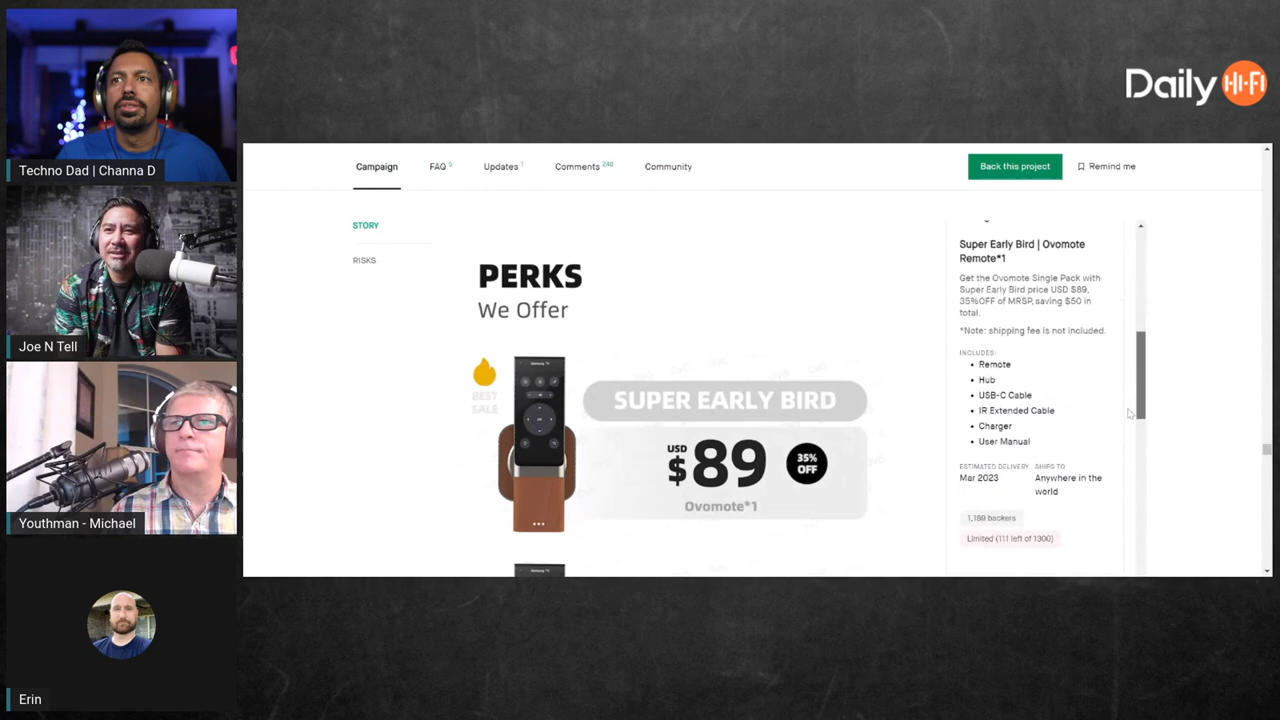 Daily HI-FI
Techno Dad | Channa D
Joe N Tell
Youthman - Michael
Erin
Campaign
FAQ 5
Updates 1
Comments 248
Community
Back this project
Remind me
STORY
RISKS
PERKS
We Offer
BEST
SALE
SUPER EARLY BIRD
USD
$89
35%
OFF
Ovomote*1
Super Early Bird | Ovomote
Remote*1
Get the Ovomote Single Pack with
Super Early Bird price USD $89,
35%OFF of MRSP, saving $50 in
total.
*Note: shipping fee is not included.
INCLUDES:
• Remote
• Hub
• USB-C Cable
• IR Extended Cable
• Charger
• User Manual
ESTIMATED DELIVERY
Mar 2023
SHIPS TO
Anywhere in the
world
1,189 backers
Limited (111 left of 1300)